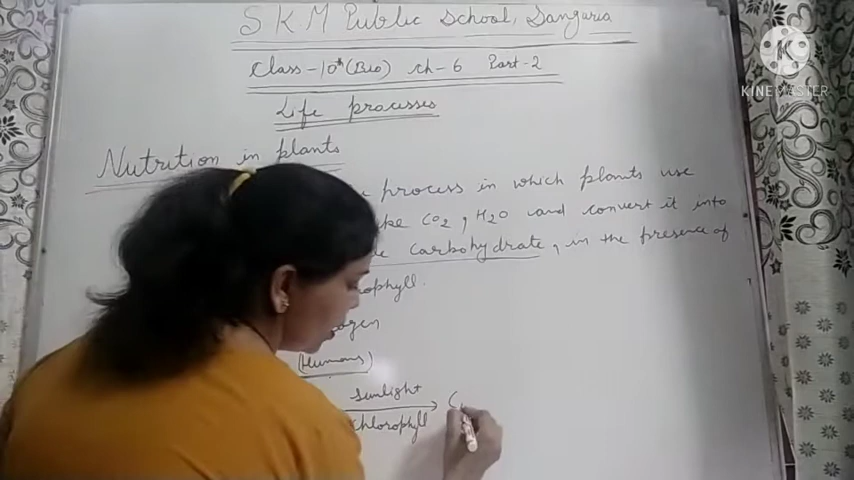 SKM Public School, Sangaria
Class-10th (Bio) ch-6 Part-2
Life processes
Nutrition in plants
process in which plants use
CO2, H2O and convert it into
carbohydrate, in the presence of
(Humans)
sunlight
chlorophyll
K
KINEMASTER